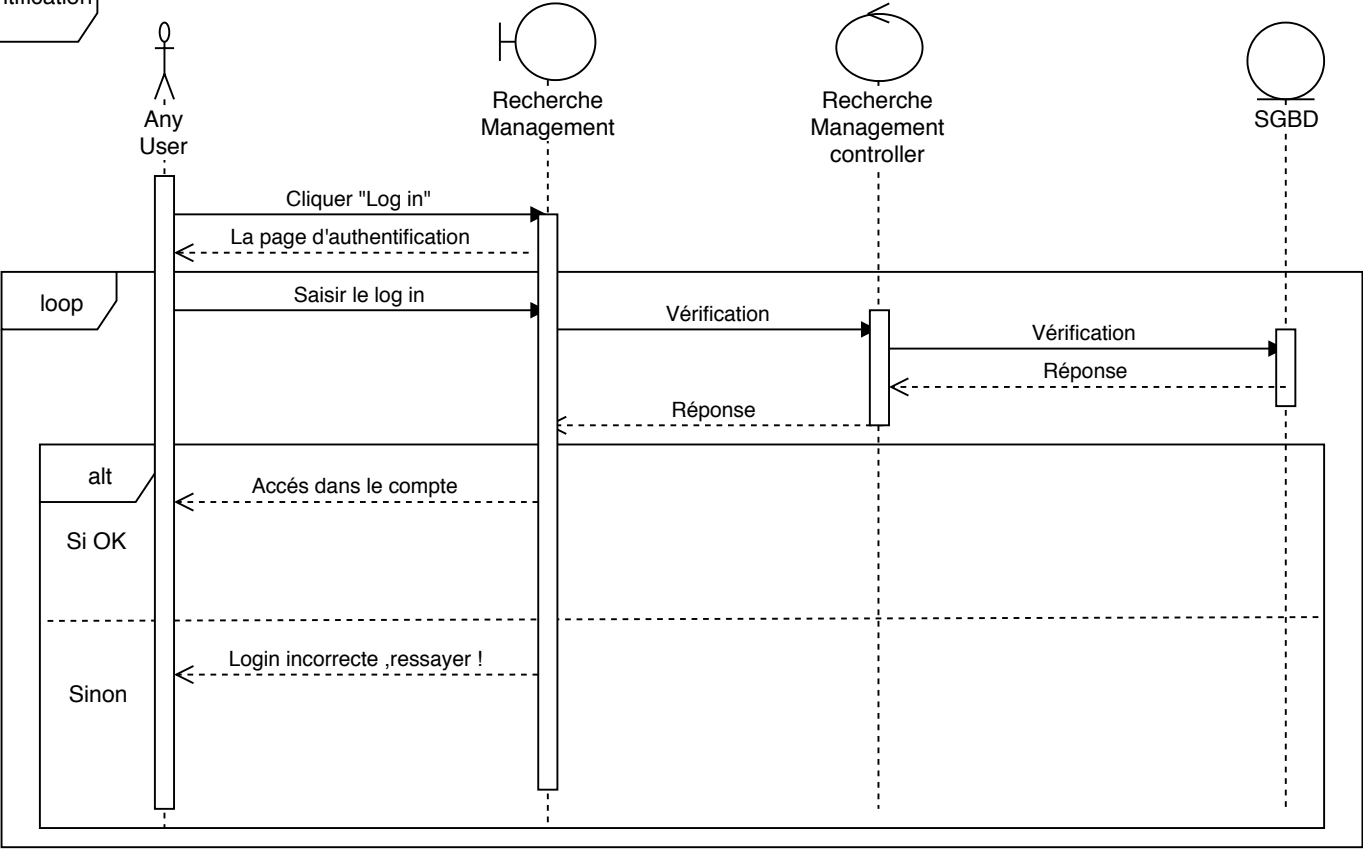 Any
User
Recherche
Management
Recherche
Management
controller
SGBD
Cliquer "Log in"
La page d'authentification
loop
Saisir le log in
Vérification
Vérification
Réponse
Réponse
alt
Accés dans le compte
Si OK
Login incorrecte ,ressayer !
Sinon